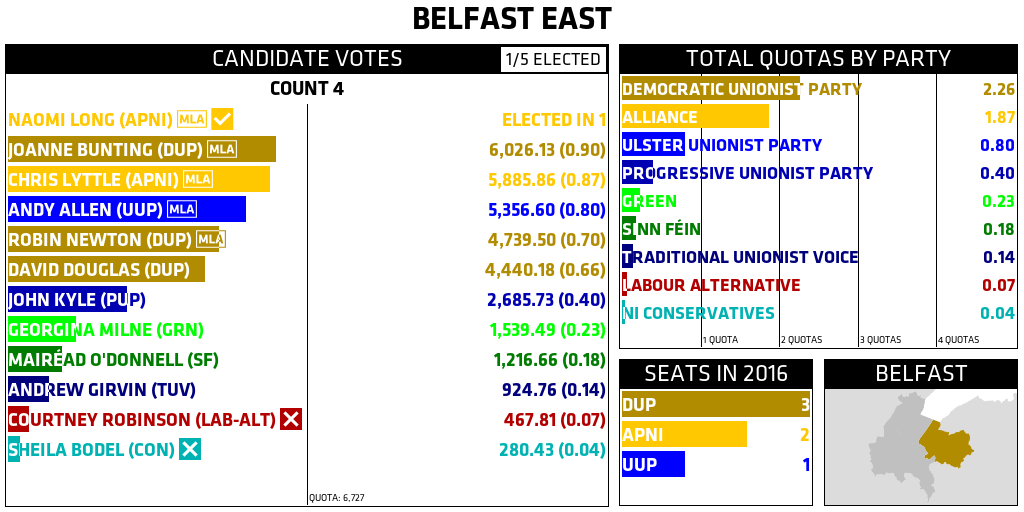 BELFAST EAST
CANDIDATE VOTES
1/5 ELECTED
COUNT 4
NAOMI LONG (APNI) MLA ELECTED IN 1
JOANNE BUNTING (DUP) MLA 6,026.13 (0.90)
CHRIS LYTTLE (APNI) MLA 5,885.86 (0.87)
ANDY ALLEN (UUP) MLA 5,356.60 (0.80)
ROBIN NEWTON (DUP) MLA 4,739.50 (0.70)
DAVID DOUGLAS (DUP) 4,440.18 (0.66)
JOHN KYLE (PUP) 2,685.73 (0.40)
GEORGINA MILNE (GRN) 1,539.49 (0.23)
MAIRÉAD O'DONNELL (SF) 1,216.66 (0.18)
ANDREW GIRVIN (TUV) 924.76 (0.14)
COURTNEY ROBINSON (LAB-ALT) 467.81 (0.07)
SHEILA BODEL (CON) 280.43 (0.04)
QUOTA: 6,727
TOTAL QUOTAS BY PARTY
DEMOCRATIC UNIONIST PARTY 2.26
ALLIANCE 1.87
ULSTER UNIONIST PARTY 0.80
PROGRESSIVE UNIONIST PARTY 0.40
GREEN 0.23
SINN FÉIN 0.18
TRADITIONAL UNIONIST VOICE 0.14
LABOUR ALTERNATIVE 0.07
NI CONSERVATIVES 0.04
1 QUOTA 2 QUOTAS 3 QUOTAS 4 QUOTAS
SEATS IN 2016
DUP 3
APNI 2
UUP 1
BELFAST